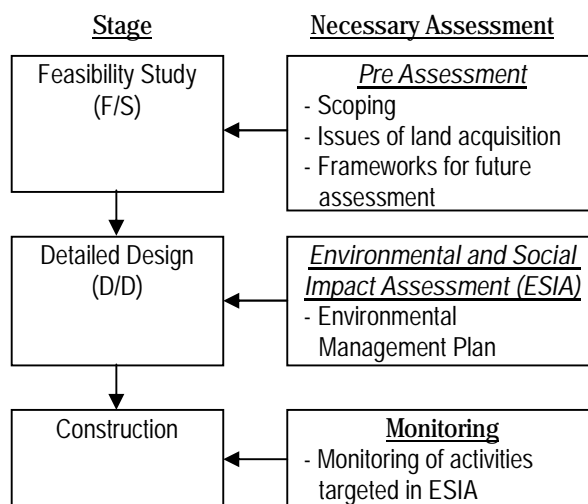 Stage
Necessary Assessment
Feasibility Study
(F/S)
Pre Assessment
- Scoping
- Issues of land acquisition
- Frameworks for future
assessment
Detailed Design
(D/D)
Environmental and Social
Impact Assessment (ESIA)
- Environmental
Management Plan
Construction
Monitoring
- Monitoring of activities
targeted in ESIA